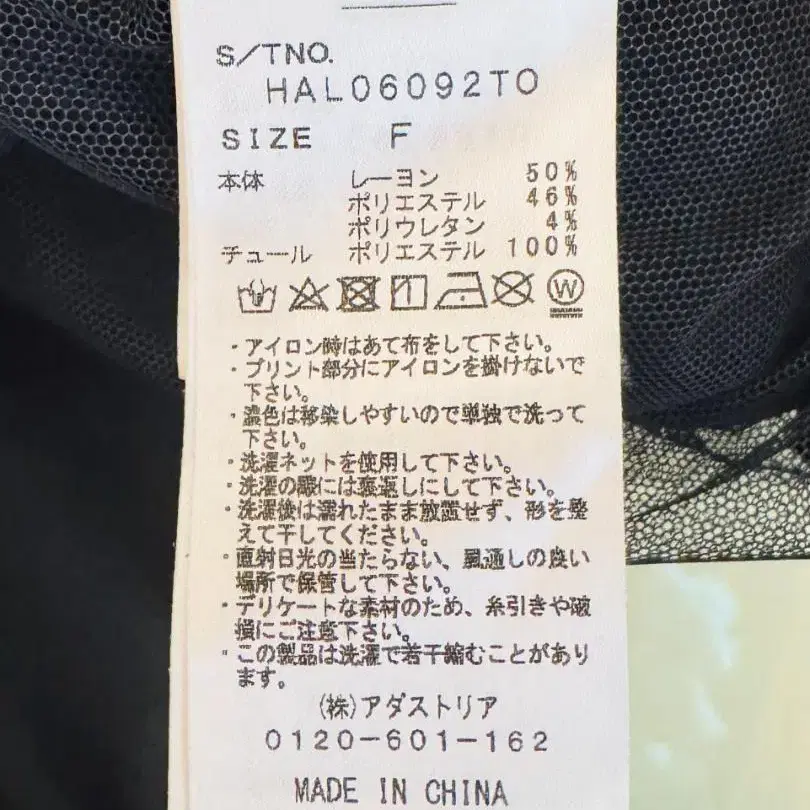 S/TNO.
HAL06092TO
SIZE F
本体 レーヨン 50%
ポリエステル 46%
ポリウレタン 4%
チュール ポリエステル 100%
W
・アイロン時はあて布をして下さい。
・プリント部分にアイロンを掛けないで
下さい。
・濃色は移染しやすいので単独で洗って
下さい。
・洗濯ネットを使用して下さい。
・洗濯の際には裏返しにして下さい。
・洗濯後は濡れたまま放置せず、形を整
えて干してください。
・直射日光の当たらない、風通しの良い
場所で保管して下さい。
・デリケートな素材のため、糸引きや破
損にご注意下さい。
・この製品は洗濯で若干縮むことがあり
ます。
(株)アダストリア
0120-601-162
MADE IN CHINA